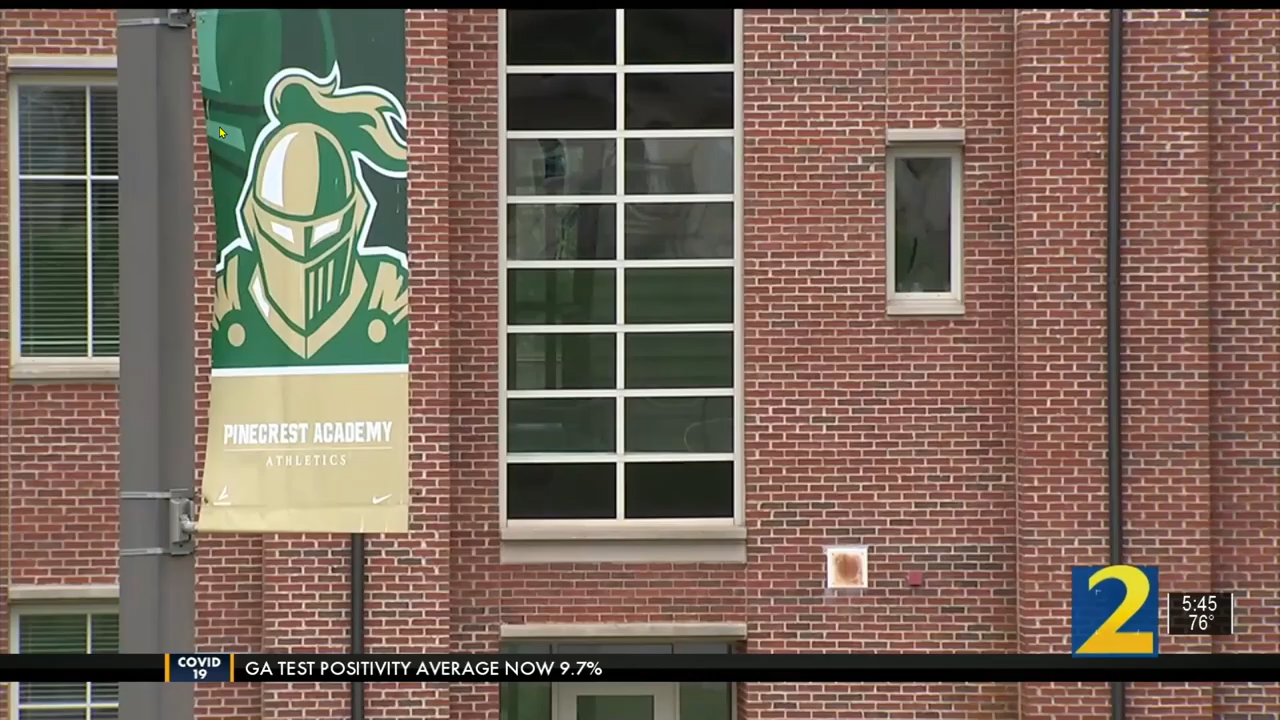 PINECREST ACADEMY
ATHLETICS
2
5:45
76°
COVID
19
GA TEST POSITIVITY AVERAGE NOW 9.7%